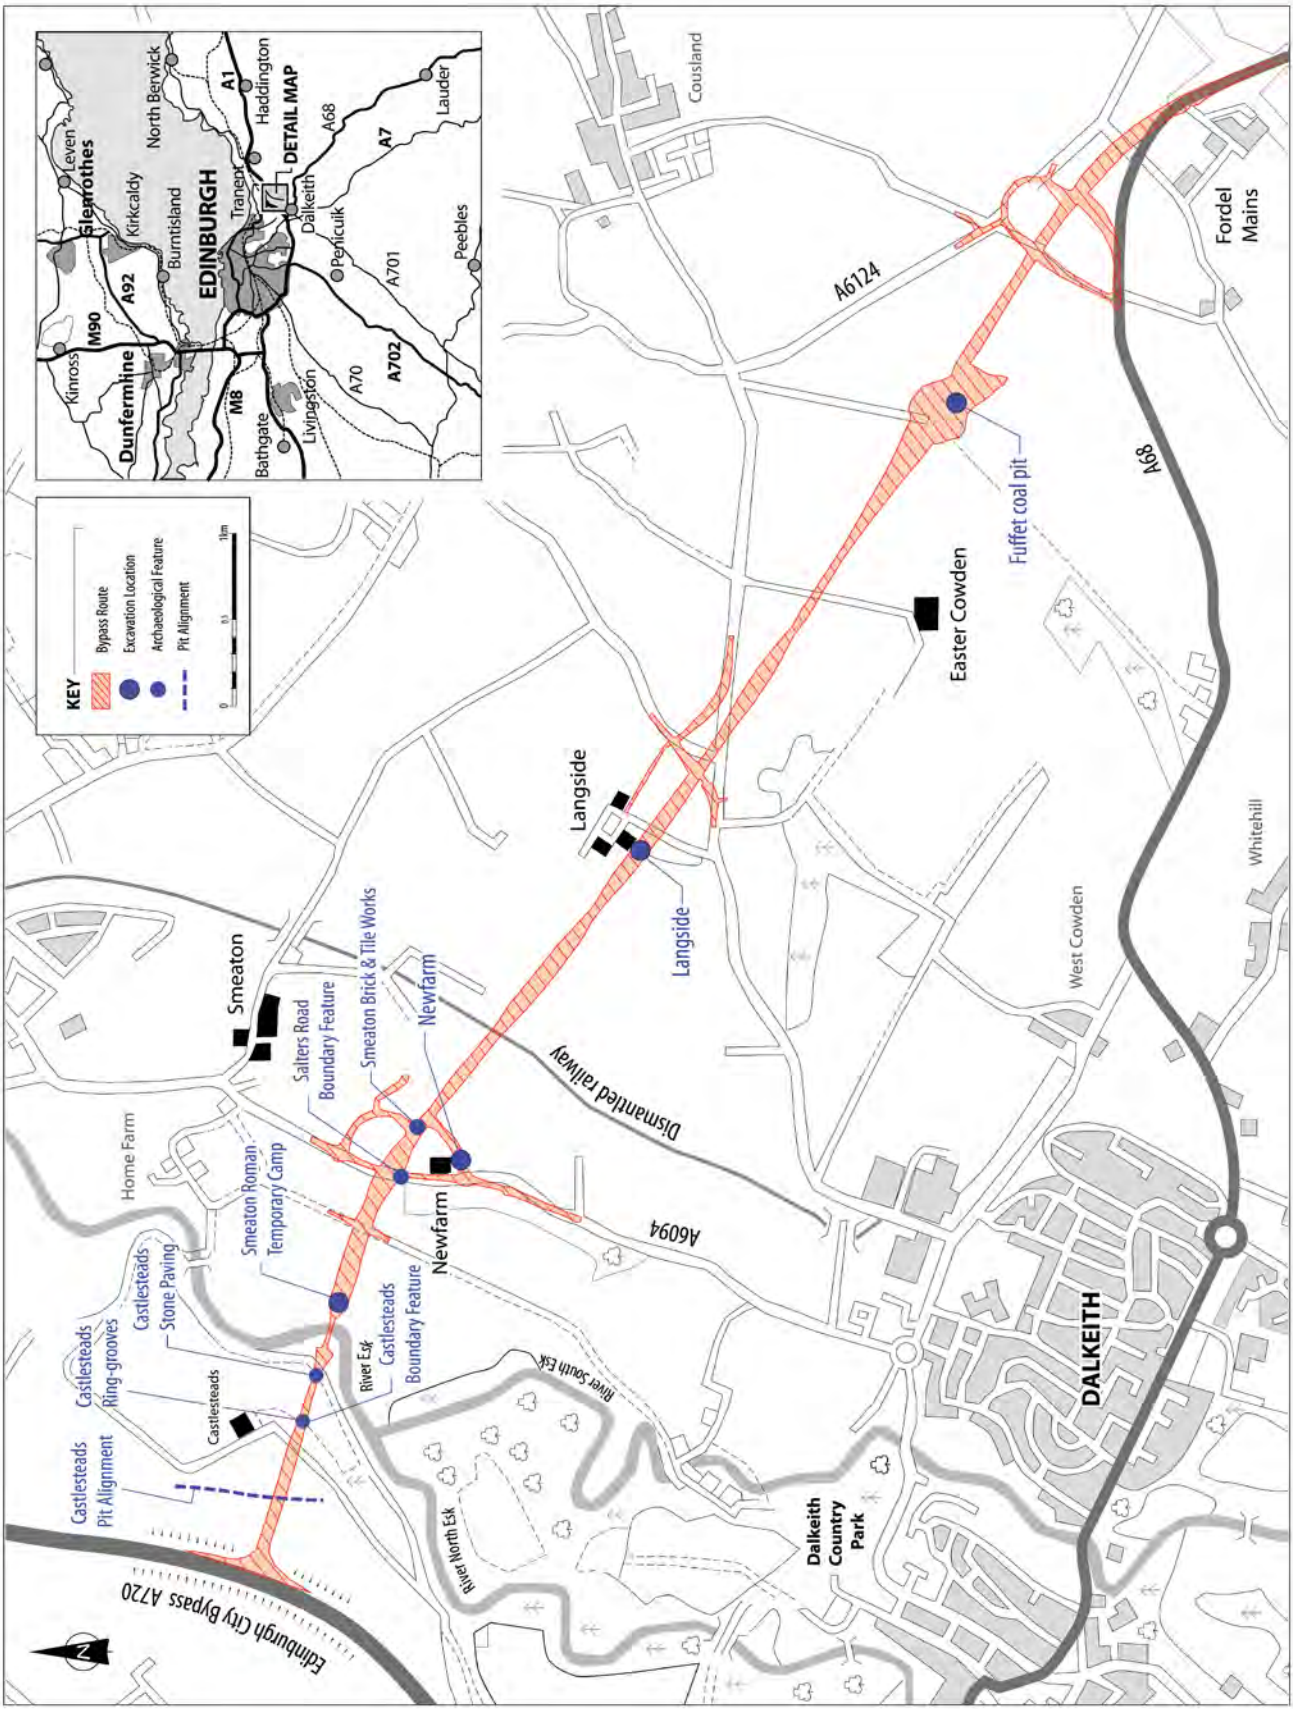 Edinburgh City Bypass A720
N
Castlesteads
Pit Alignment
Castlesteads
Ring-grooves
Castlesteads
Stone Paving
Castlesteads
River Esk
Castlesteads
Boundary Feature
Smeaton Roman
Temporary Camp
Home Farm
Smeaton
Salters Road
Boundary Feature
Smeaton Brick & Tile Works
Newfarm
Newfarm
A6094
Dismantled railway
River North Esk
River South Esk
Dalkeith
Country
Park
DALKEITH
Langside
Langside
West Cowden
Whitehill
Easter Cowden
Fuffet coal pit
A68
A6124
Cousland
Fordel
Mains
KEY
Bypass Route
Excavation Location
Archaeological Feature
Pit Alignment
0
0.5
1km
Kinross
M90
Glenrothes
Leven
Kirkcaldy
A92
Burntisland
Dunfermline
North Berwick
A1
Haddington
EDINBURGH
Tranent
DETAIL MAP
M8
Bathgate
Livingston
Dalkeith
A68
Penicuik
A7
Lauder
A70
A702
A701
Peebles